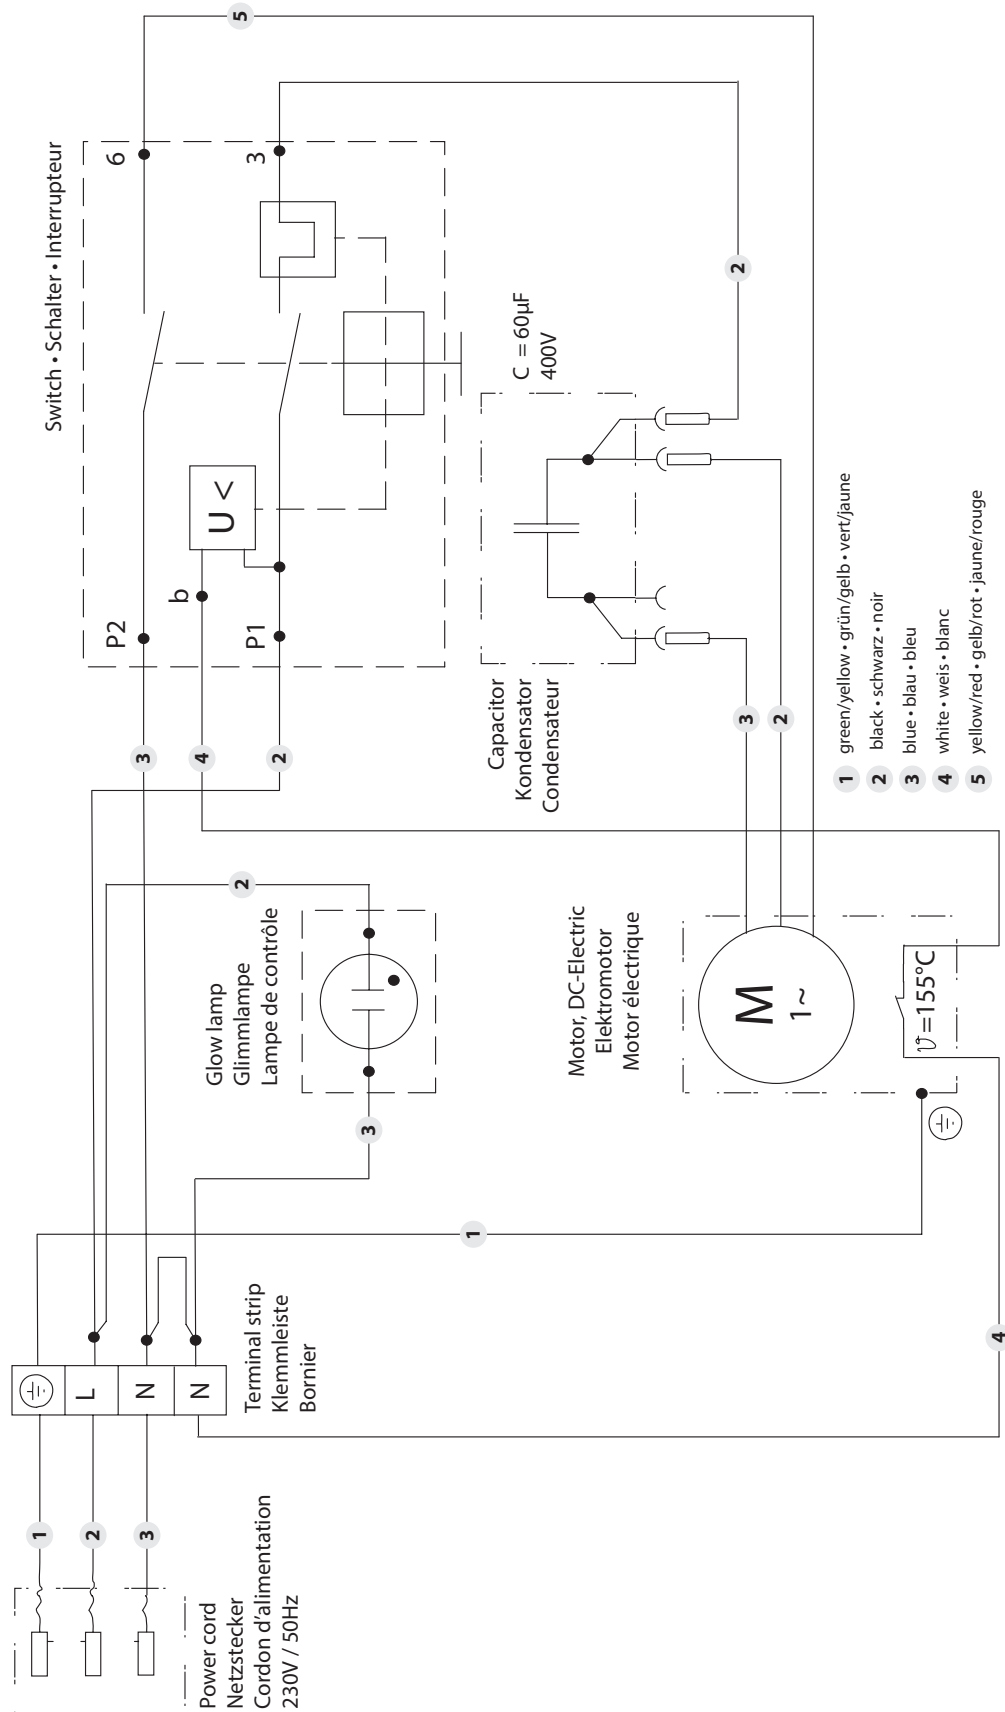 Power cord
Netzstecker
Cordon d'alimentation
230V / 50Hz
1
2
3
L
N
N
Terminal strip
Klemmleiste
Bornier
1
4
Glow lamp
Glimmlampe
Lampe de contrôle
3
2
Motor, DC-Electric
Elektromotor
Motor électrique
M
1~
ϑ=155°C
3
4
2
Switch • Schalter • Interrupteur
P2
b
P1
U <
6
3
5
2
Capacitor
Kondensator
Condensateur
C = 60µF
400V
3
2
1 green/yellow • grün/gelb • vert/jaune
2 black • schwarz • noir
3 blue • blau • bleu
4 white • weis • blanc
5 yellow/red • gelb/rot • jaune/rouge